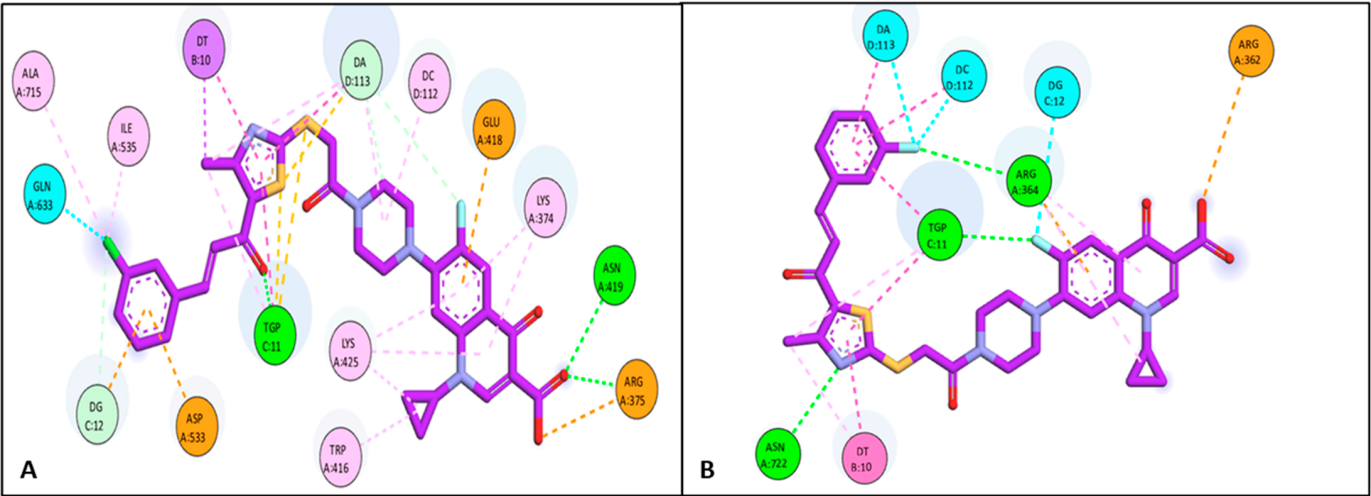 DT
B:10
DA
D:113
DC
D:112
ALA
A:715
ILE
A:535
GLU
A:418
GLN
A:633
LYS
A:374
ASN
A:419
TGP
C:11
LYS
A:425
ARG
A:375
DG
C:12
ASP
A:533
TRP
A:416
A
DA
D:113
DC
D:112
DG
C:12
ARG
A:362
ARG
A:364
TGP
C:11
ASN
A:722
DT
B:10
B